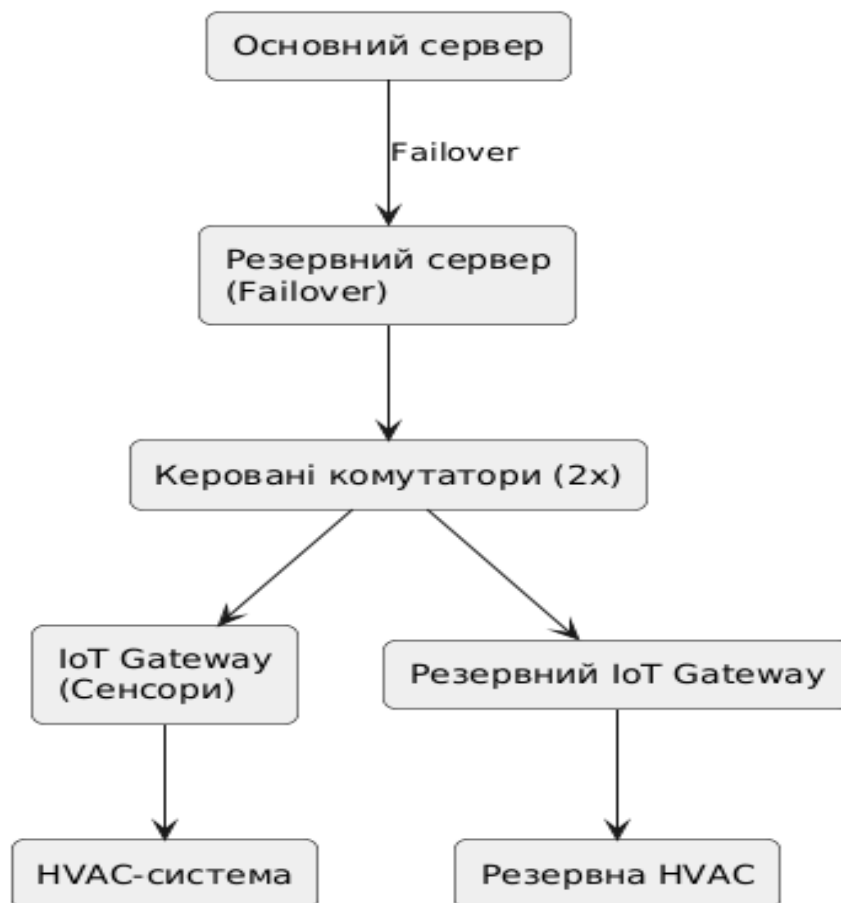 Основний сервер
Failover
Резервний сервер
(Failover)
Керовані комутатори (2x)
IoT Gateway
(Сенсори)
Резервний IoT Gateway
HVAC-система
Резервна HVAC